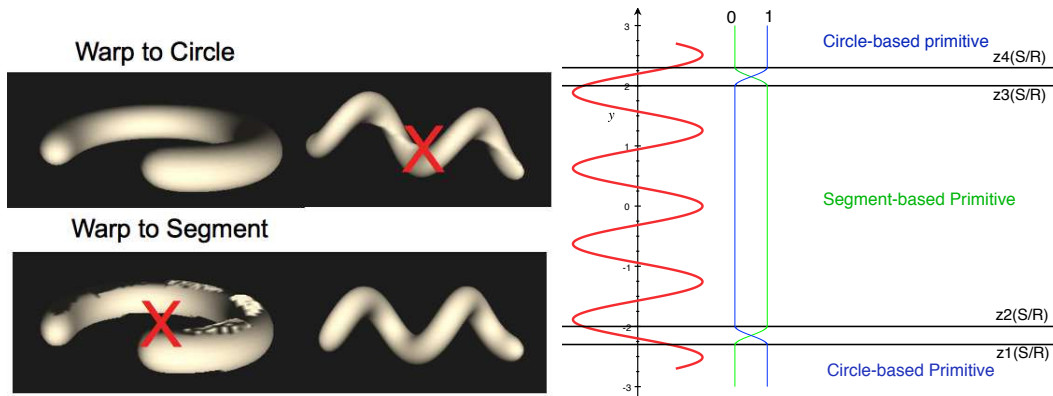 Warp to Circle
X
Warp to Segment
X
0 1
3
Circle-based primitive
z4(S/R)
2
z3(S/R)
y
1
Segment-based Primitive
0
-1
z2(S/R)
-2
z1(S/R)
Circle-based Primitive
-3